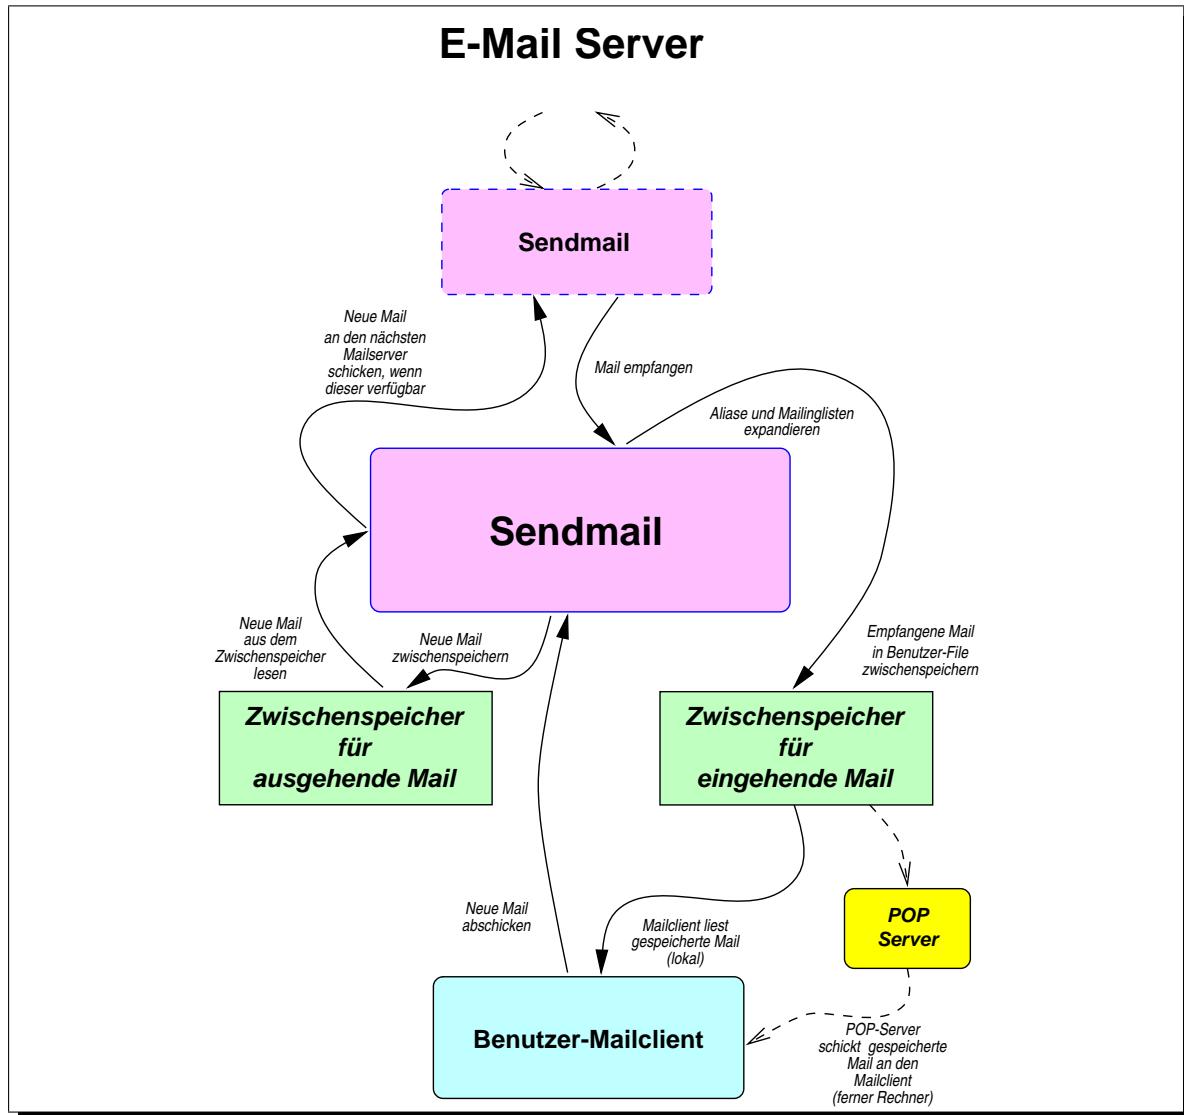 E-Mail Server
Sendmail
Neue Mail
an den nächsten
Mailserver
schicken, wenn
dieser verfügbar
Mail empfangen
Aliase und Mailinglisten
expandieren
Sendmail
Neue Mail
aus dem
Zwischenspeicher
lesen
Neue Mail
zwischenspeichern
Empfangene Mail
in Benutzer-File
zwischenspeichern
Zwischenspeicher
für
ausgehende Mail
Zwischenspeicher
für
eingehende Mail
Neue Mail
abschicken
Mailclient liest
gespeicherte Mail
(lokal)
POP
Server
Benutzer-Mailclient
POP-Server
schickt gespeicherte
Mail an den
Mailclient
(ferner Rechner)